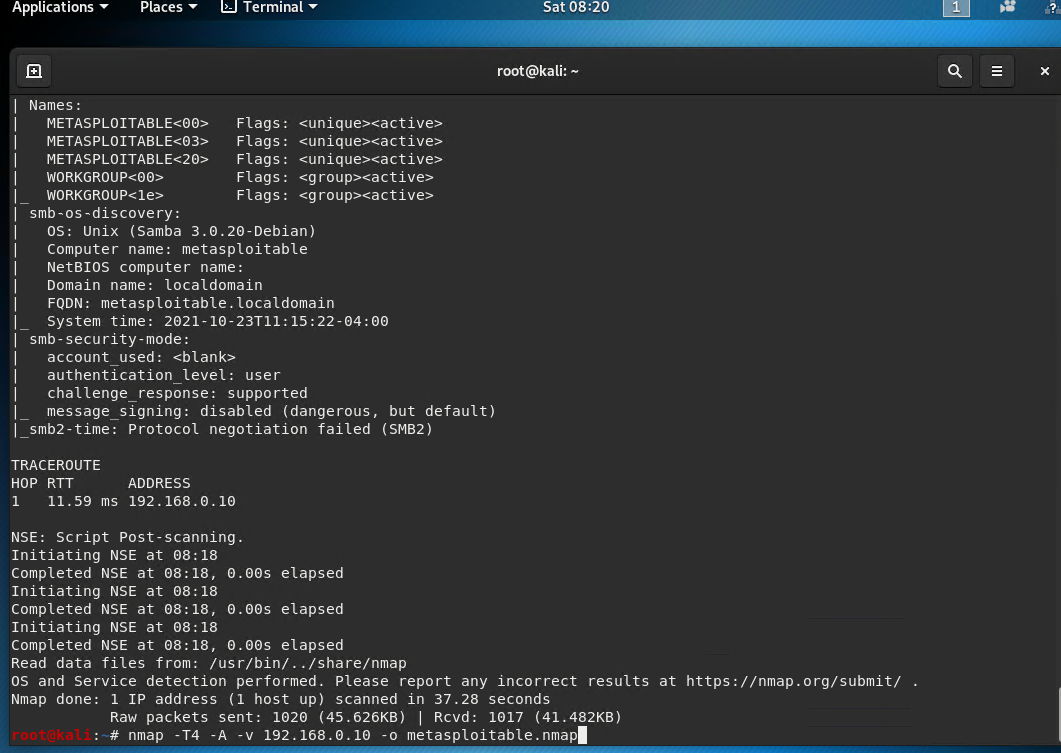 Applications Places Terminal Sat 08:20 1 ?
root@kali: ~
| Names:
|   METASPLOITABLE<00>   Flags: <unique><active>
|   METASPLOITABLE<03>   Flags: <unique><active>
|   METASPLOITABLE<20>   Flags: <unique><active>
|   WORKGROUP<00>        Flags: <group><active>
|_  WORKGROUP<1e>        Flags: <group><active>
| smb-os-discovery:
|   OS: Unix (Samba 3.0.20-Debian)
|   Computer name: metasploitable
|   NetBIOS computer name:
|   Domain name: localdomain
|   FQDN: metasploitable.localdomain
|_  System time: 2021-10-23T11:15:22-04:00
| smb-security-mode:
|   account_used: <blank>
|   authentication_level: user
|   challenge_response: supported
|_  message_signing: disabled (dangerous, but default)
|_smb2-time: Protocol negotiation failed (SMB2)
TRACEROUTE
HOP RTT      ADDRESS
1   11.59 ms 192.168.0.10
NSE: Script Post-scanning.
Initiating NSE at 08:18
Completed NSE at 08:18, 0.00s elapsed
Initiating NSE at 08:18
Completed NSE at 08:18, 0.00s elapsed
Initiating NSE at 08:18
Completed NSE at 08:18, 0.00s elapsed
Read data files from: /usr/bin/../share/nmap
OS and Service detection performed. Please report any incorrect results at https://nmap.org/submit/ .
Nmap done: 1 IP address (1 host up) scanned in 37.28 seconds
           Raw packets sent: 1020 (45.626KB) | Rcvd: 1017 (41.482KB)
root@kali:~# nmap -T4 -A -v 192.168.0.10 -o metasploitable.nmap